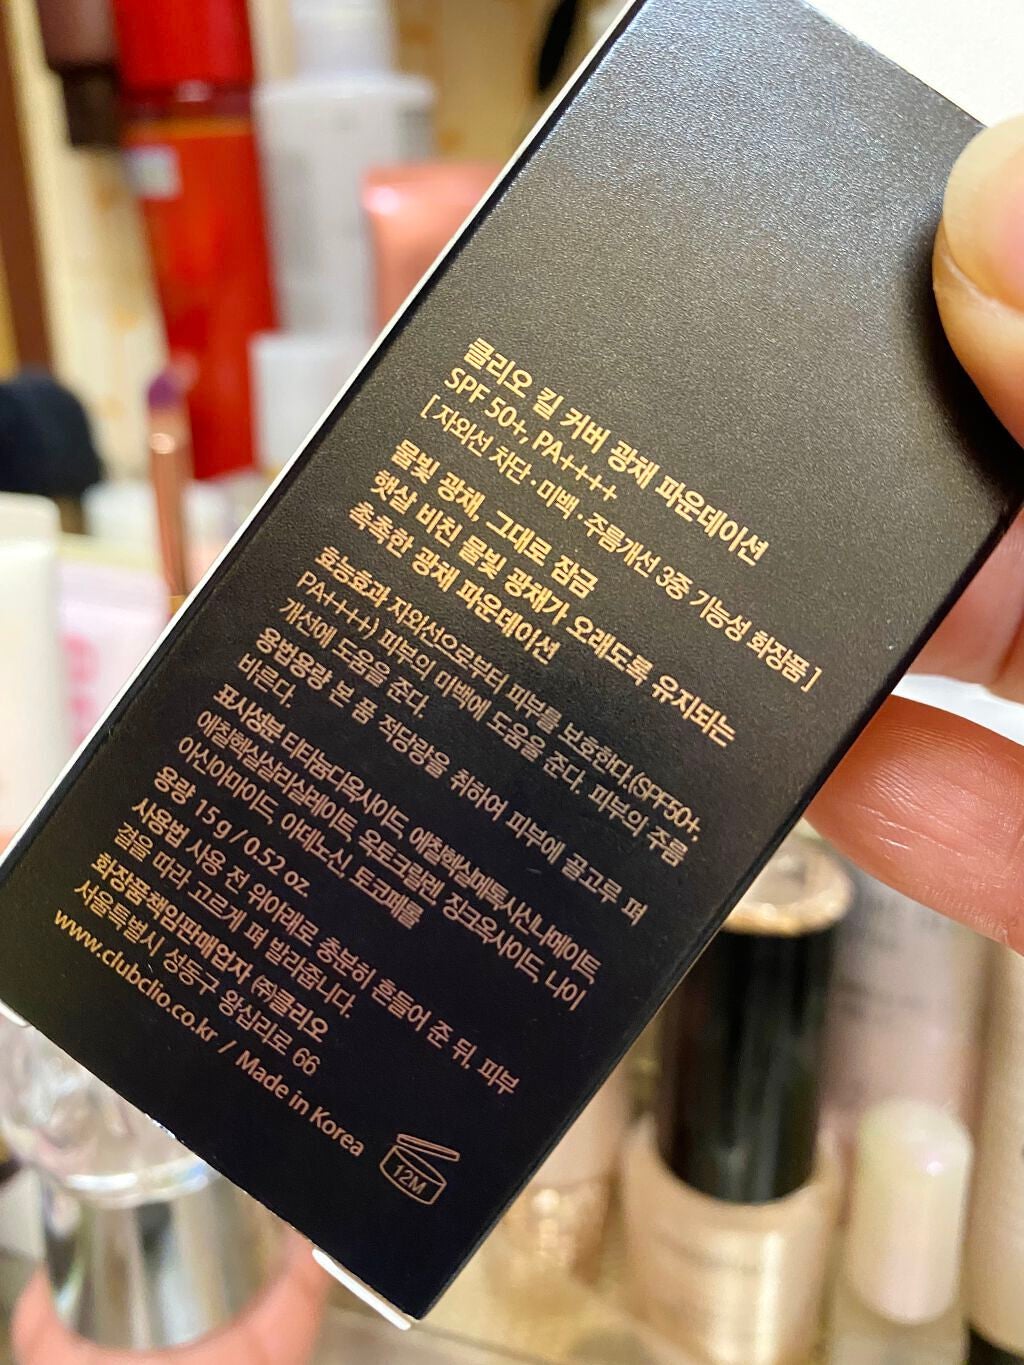 클리오 킬 커버 광채 파운데이션
SPF 50+, PA++++
[ 자외선 차단·미백·주름개선 3중 기능성 화장품 ]
물빛 광채, 그대로 잠금
햇살 비친 물빛 광채가 오래도록 유지되는
촉촉한 광채 파운데이션
효능효과 자외선으로부터 피부를 보호한다.(SPF50+,
PA++++) 피부의 미백에 도움을 준다. 피부의 주름
개선에 도움을 준다.
용법용량 본 품 적당량을 취하여 피부에 골고루 펴
바른다.
표시성분 티타늄디옥사이드, 에칠헥실메톡시신나메이트,
에칠헥실살리실레이트, 옥토크릴렌, 징크옥사이드, 나이
아신아마이드, 아데노신, 토코페롤
용량 15g / 0.52 oz
사용법 사용 전 위아래로 충분히 흔들어 준 뒤, 피부
결을 따라 고르게 펴 발라줍니다.
화장품책임판매업자 ㈜클리오
서울특별시 성동구 왕십리로 66
www.clubclio.co.kr / Made in Korea
12M